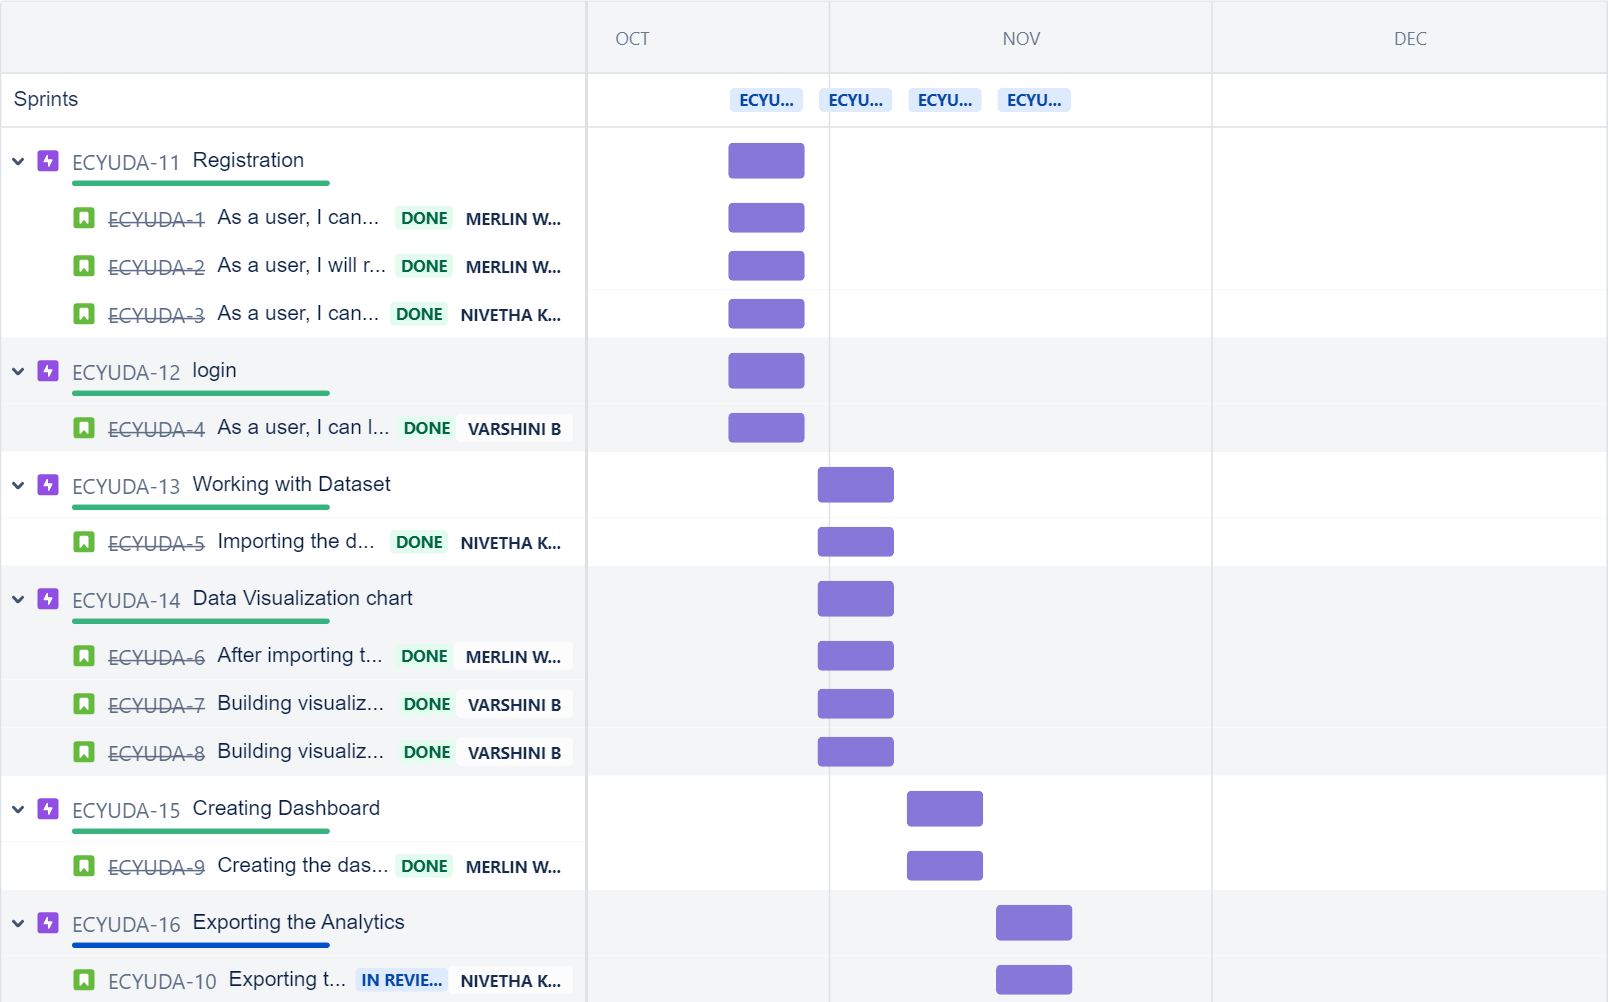 OCT NOV DEC
Sprints ECYU... ECYU... ECYU... ECYU...
ECYUDA-11 Registration
ECYUDA-1 As a user, I can... DONE MERLIN W...
ECYUDA-2 As a user, I will r... DONE MERLIN W...
ECYUDA-3 As a user, I can... DONE NIVETHA K...
ECYUDA-12 login
ECYUDA-4 As a user, I can l... DONE VARSHINI B
ECYUDA-13 Working with Dataset
ECYUDA-5 Importing the d... DONE NIVETHA K...
ECYUDA-14 Data Visualization chart
ECYUDA-6 After importing t... DONE MERLIN W...
ECYUDA-7 Building visualiz... DONE VARSHINI B
ECYUDA-8 Building visualiz... DONE VARSHINI B
ECYUDA-15 Creating Dashboard
ECYUDA-9 Creating the das... DONE MERLIN W...
ECYUDA-16 Exporting the Analytics
ECYUDA-10 Exporting t... IN REVIE... NIVETHA K...